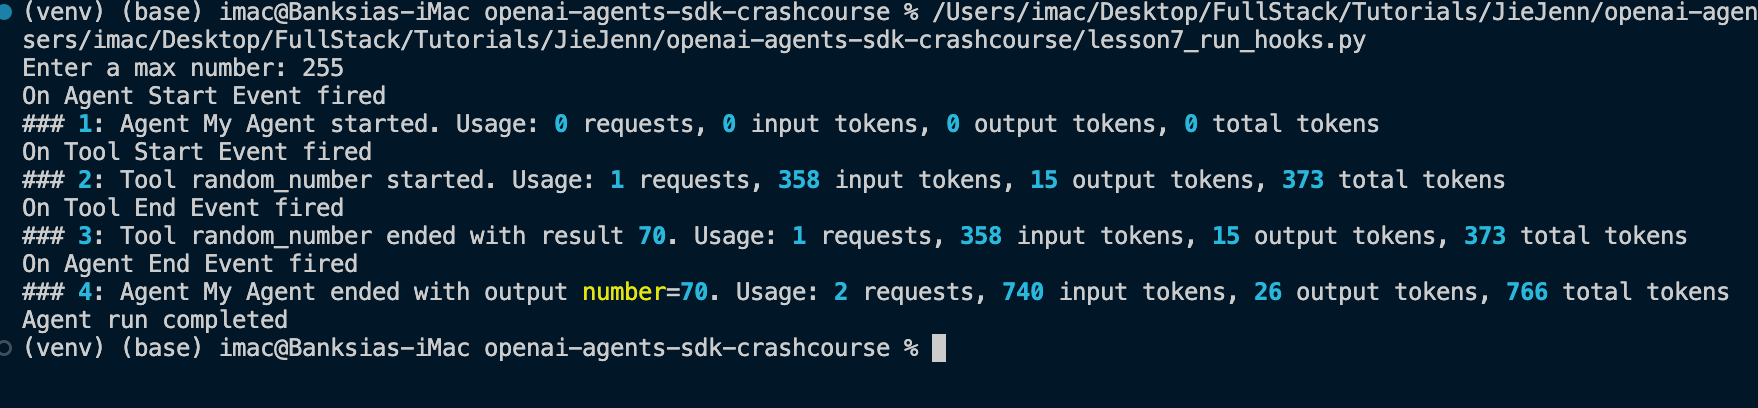 (venv) (base) imac@Banksias-iMac openai-agents-sdk-crashcourse % /Users/imac/Desktop/FullStack/Tutorials/JieJenn/openai-agen
sers/imac/Desktop/FullStack/Tutorials/JieJenn/openai-agents-sdk-crashcourse/lesson7_run_hooks.py
Enter a max number: 255
On Agent Start Event fired
### 1: Agent My Agent started. Usage: 0 requests, 0 input tokens, 0 output tokens, 0 total tokens
On Tool Start Event fired
### 2: Tool random_number started. Usage: 1 requests, 358 input tokens, 15 output tokens, 373 total tokens
On Tool End Event fired
### 3: Tool random_number ended with result 70. Usage: 1 requests, 358 input tokens, 15 output tokens, 373 total tokens
On Agent End Event fired
### 4: Agent My Agent ended with output number=70. Usage: 2 requests, 740 input tokens, 26 output tokens, 766 total tokens
Agent run completed
(venv) (base) imac@Banksias-iMac openai-agents-sdk-crashcourse %